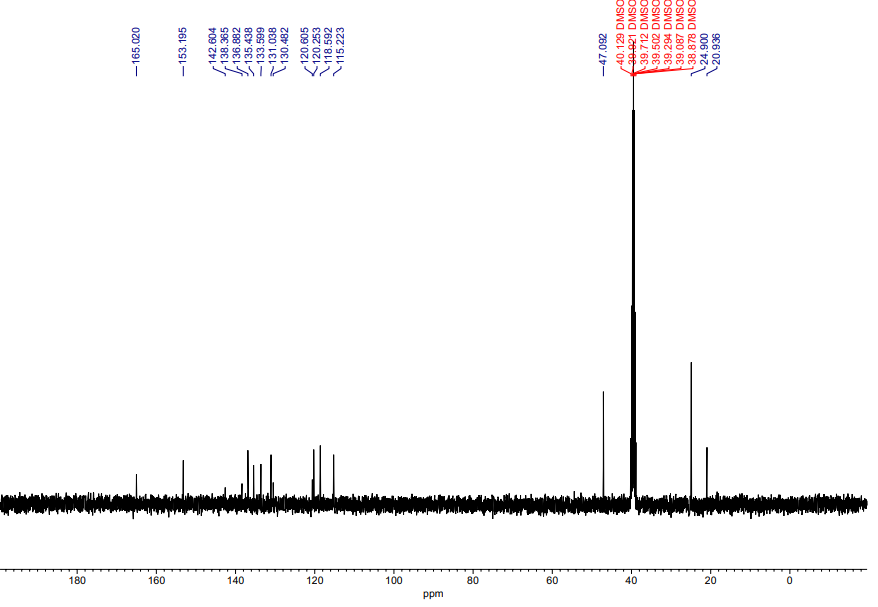 165.020
153.195
142.604
138.365
136.882
135.438
133.599
131.038
130.482
120.605
120.253
118.592
115.223
47.092
40.129 DMSO
39.921 DMSO
39.712 DMSO
39.502 DMSO
39.294 DMSO
39.087 DMSO
38.878 DMSO
24.900
20.936
180 160 140 120 100 80 60 40 20 0
ppm